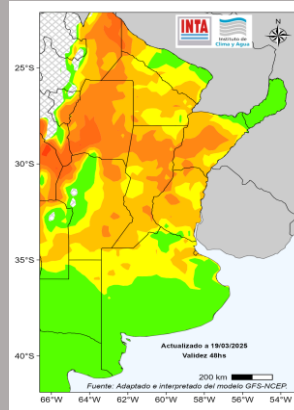 INTA
Instituto de
Clima y Agua
N
25°S
30°S
35°S
40°S
Actualizado a 19/03/2025
Validez 48hs
200 km
Fuente: Adaptado e interpretado del modelo GFS-NCEP.
66°W 64°W 62°W 60°W 58°W 56°W 54°W